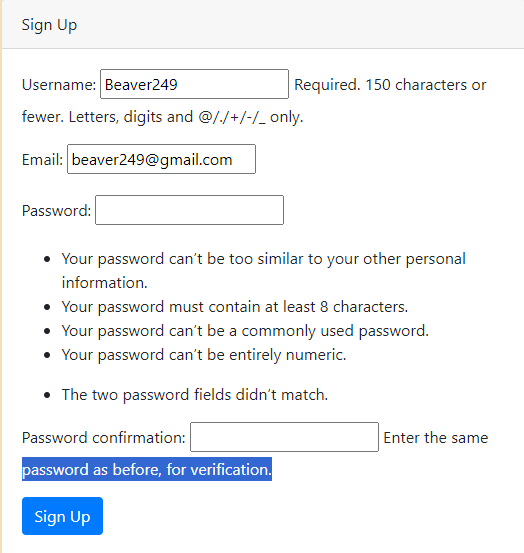 Sign Up
Username: Beaver249 Required. 150 characters or
fewer. Letters, digits and @/./+/-/_ only.
Email: beaver249@gmail.com
Password:
Your password can't be too similar to your other personal
information.
Your password must contain at least 8 characters.
Your password can't be a commonly used password.
Your password can't be entirely numeric.
The two password fields didn't match.
Password confirmation: Enter the same
password as before, for verification.
Sign Up